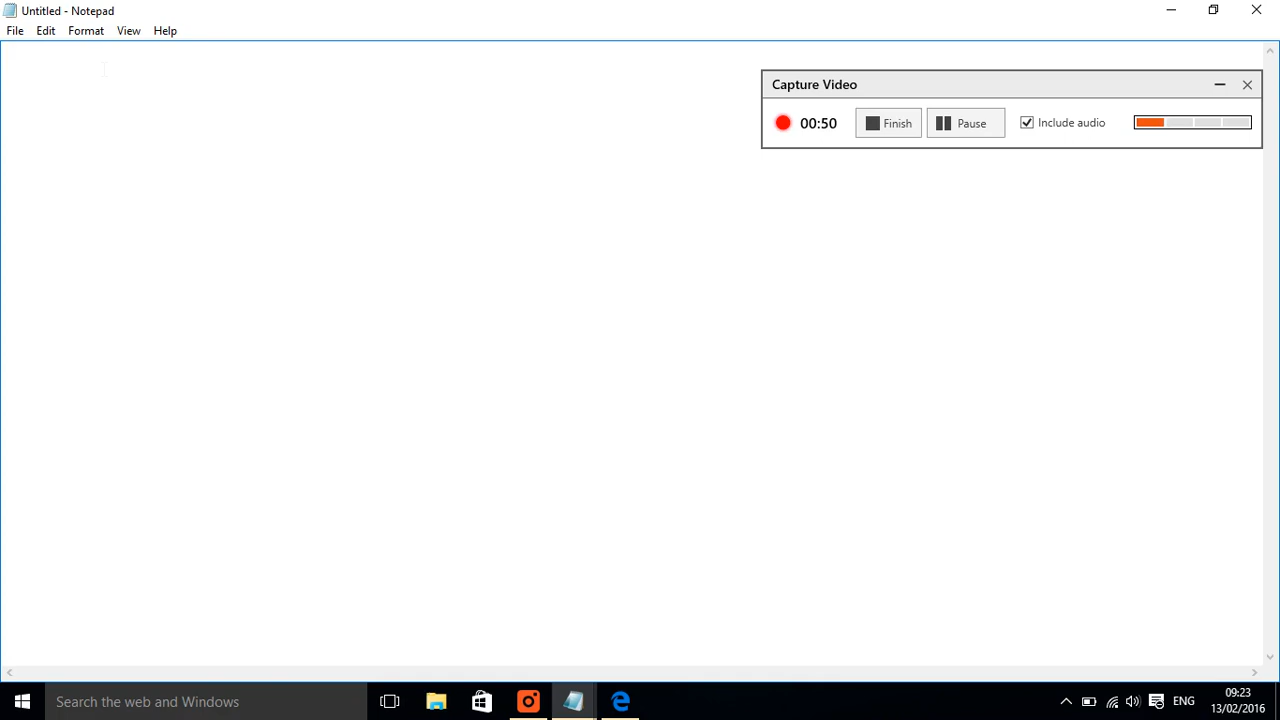 Untitled - Notepad
File Edit Format View Help
Capture Video
00:50 Finish Pause Include audio
Search the web and Windows
ENG
09:23
13/02/2016